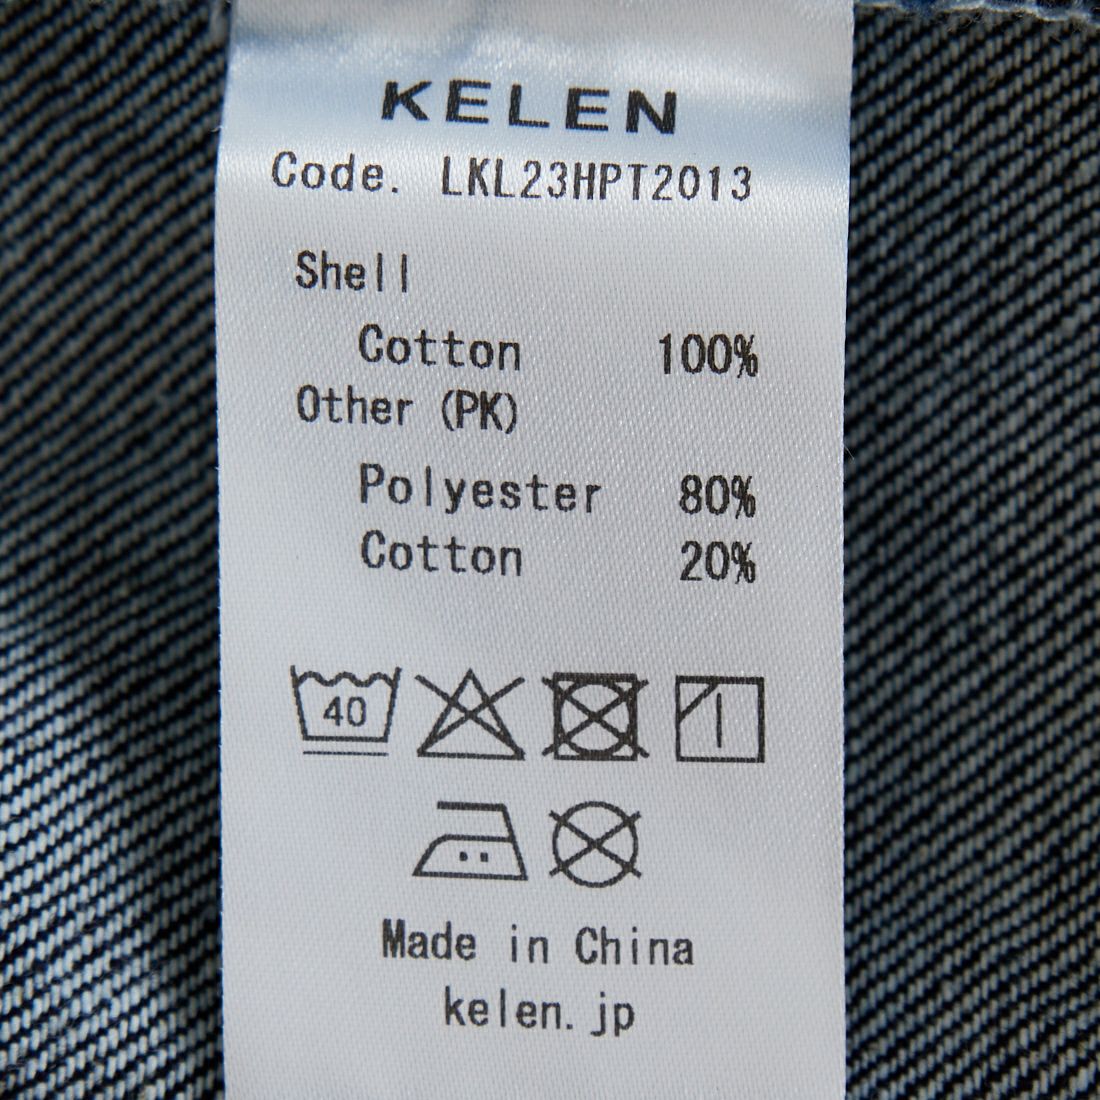 KELEN
Code. LKL23HPT2013
Shell
Cotton 100%
Other (PK)
Polyester 80%
Cotton 20%
40
Made in China
kelen.jp